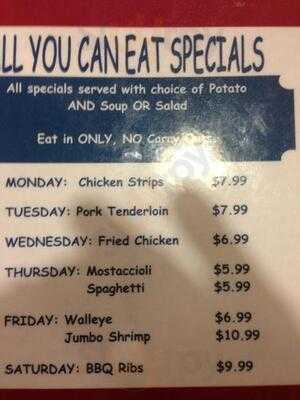 LL YOU CAN EAT SPECIALS
All specials served with choice of Potato
AND Soup OR Salad
Eat in ONLY, NO Carry Outs
MONDAY: Chicken Strips $7.99
TUESDAY: Pork Tenderloin $7.99
WEDNESDAY: Fried Chicken $6.99
THURSDAY: Mostaccioli $5.99
Spaghetti $5.99
FRIDAY: Walleye $6.99
Jumbo Shrimp $10.99
SATURDAY: BBQ Ribs $9.99